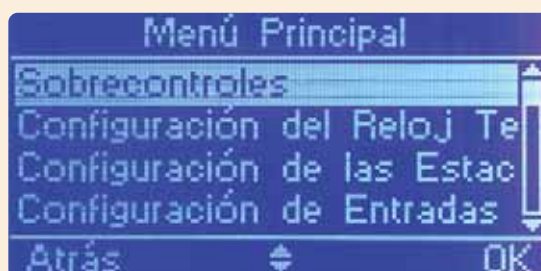 Menú Principal
Sobrecontroles
Configuración del Reloj Te
Configuración de las Estac
Configuración de Entradas
Atrás OK